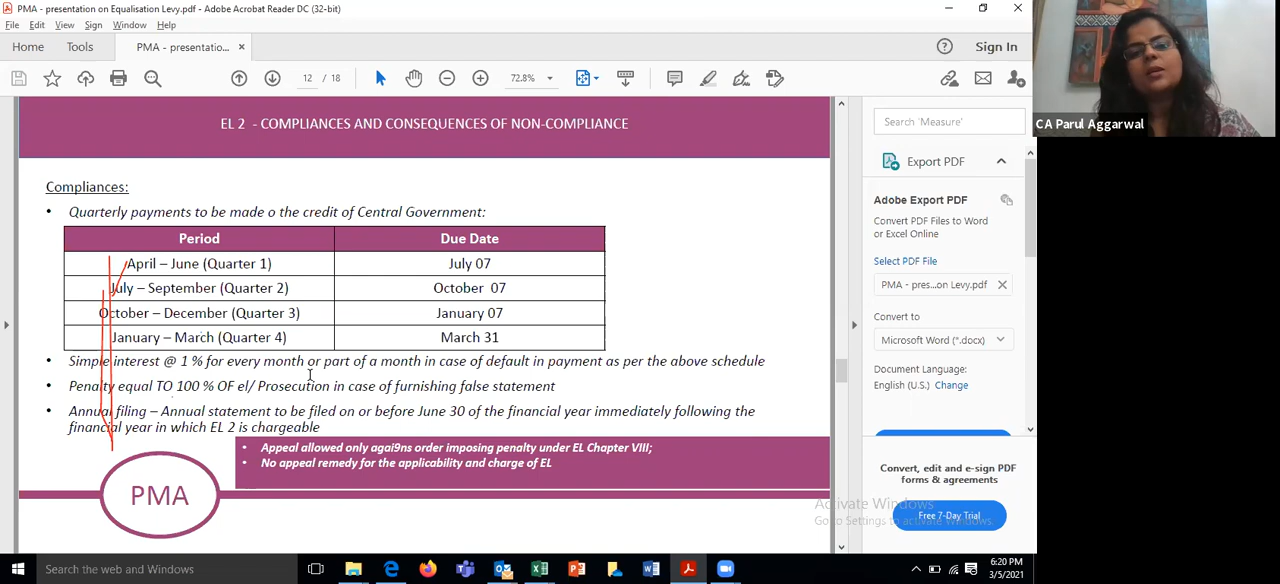 PMA - presentation on Equalisation Levy.pdf - Adobe Acrobat Reader DC (32-bit)
File Edit View Sign Window Help
Home Tools PMA - presentatio... Sign In
12 / 18 72.8%
EL 2 - COMPLIANCES AND CONSEQUENCES OF NON-COMPLIANCE
Compliances:
• Quarterly payments to be made o the credit of Central Government:
Period Due Date
April – June (Quarter 1) July 07
July – September (Quarter 2) October 07
October – December (Quarter 3) January 07
January – March (Quarter 4) March 31
• Simple interest @ 1 % for every month or part of a month in case of default in payment as per the above schedule
• Penalty equal TO 100 % OF el/ Prosecution in case of furnishing false statement
• Annual filing – Annual statement to be filed on or before June 30 of the financial year immediately following the
financial year in which EL 2 is chargeable
• Appeal allowed only agai9ns order imposing penalty under EL Chapter VIII;
• No appeal remedy for the applicability and charge of EL
PMA
Search 'Measure'
Export PDF
Adobe Export PDF
Convert PDF Files to Word
or Excel Online
Select PDF File
PMA - pres...on Levy.pdf
Convert to
Microsoft Word (*.docx)
Document Language:
English (U.S.) Change
Convert, edit and e-sign PDF
forms & agreements
Free 7-Day Trial
Activate Windows
Go to Settings to activate Windows.
CA Parul Aggarwal
Search the web and Windows
6:20 PM
3/5/2021